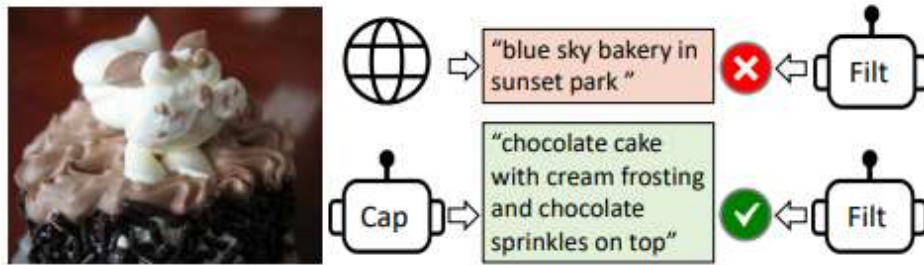 “blue sky bakery in
sunset park ”
Filt
Cap
“chocolate cake
with cream frosting
and chocolate
sprinkles on top”
Filt